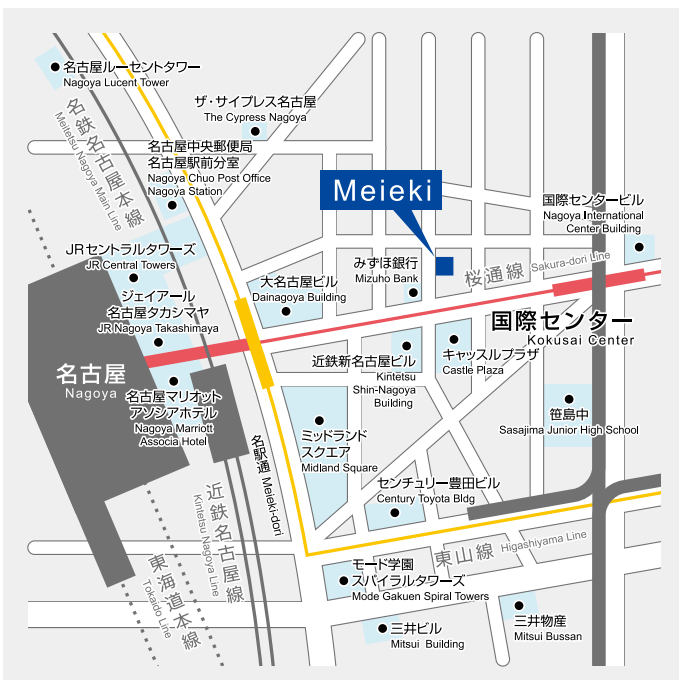 名古屋ルーセントタワー
Nagoya Lucent Tower
ザ・サイプレス名古屋
The Cypress Nagoya
名鉄名古屋本線
Meitetsu Nagoya Main Line
名古屋中央郵便局
名古屋駅前分室
Nagoya Chuo Post Office
Nagoya Station
Meieki
国際センタービル
Nagoya International
Center Building
JRセントラルタワーズ
JR Central Towers
みずほ銀行
Mizuho Bank
桜通線 Sakura-dori Line
大名古屋ビル
Dainagoya Building
ジェイアール
名古屋タカシマヤ
JR Nagoya Takashimaya
国際センター
Kokusai Center
名古屋
Nagoya
近鉄新名古屋ビル
Kintetsu
Shin-Nagoya
Building
キャッスルプラザ
Castle Plaza
名古屋マリオット
アソシアホテル
Nagoya Marriott
Associa Hotel
笹島中
Sasajima Junior High School
ミッドランド
スクエア
Midland Square
名駅通 Meieki-dori
センチュリー豊田ビル
Century Toyota Bldg
近鉄名古屋線
Kintetsu Nagoya Line
東海道本線
Tokaido Line
東山線 Higashiyama Line
モード学園
スパイラルタワーズ
Mode Gakuen Spiral Towers
三井ビル
Mitsui Building
三井物産
Mitsui Bussan